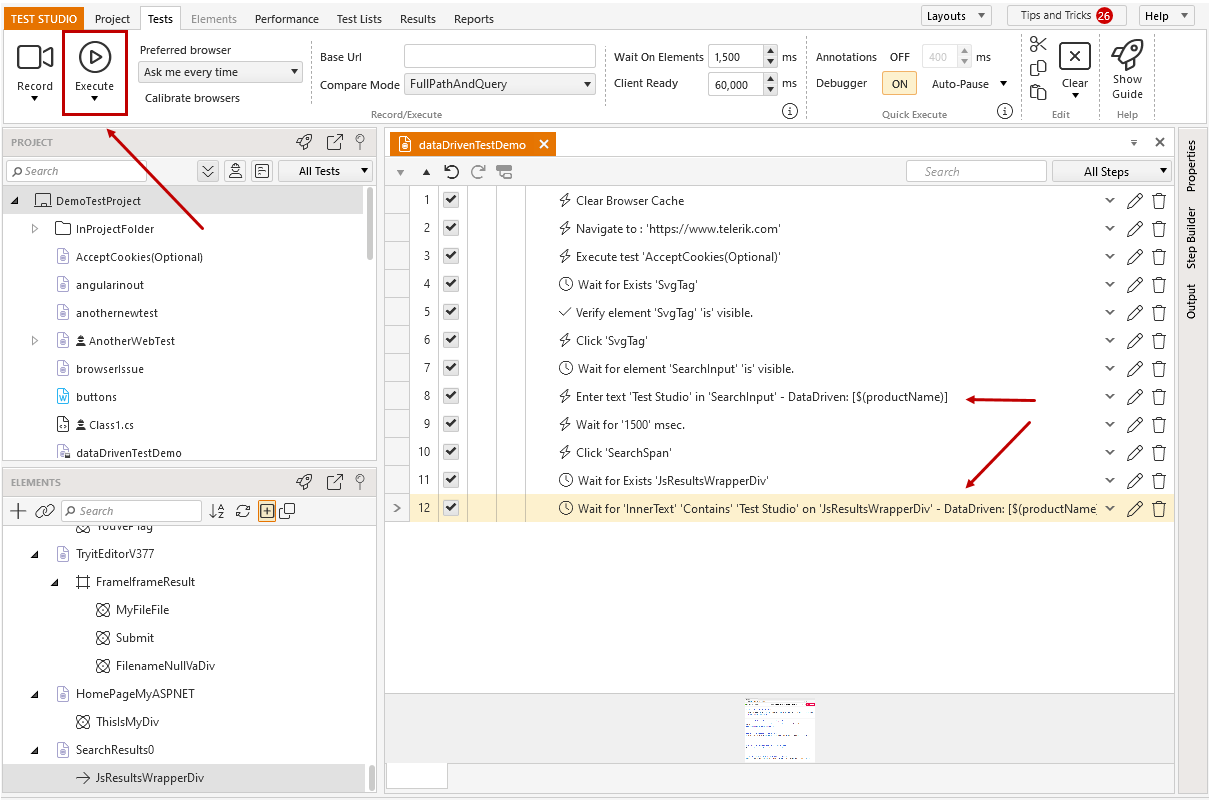 TEST STUDIO Project Tests Elements Performance Test Lists Results Reports Layouts Tips and Tricks 26 Help
Record
Execute
Preferred browser
Ask me every time
Calibrate browsers
Base Url
Compare Mode FullPathAndQuery
Wait On Elements 1,500 ms
Client Ready 60,000 ms
Record/Execute
Annotations OFF 400 ms
Debugger ON Auto-Pause
Quick Execute
Clear
Edit
Show
Guide
Help
PROJECT
Search All Tests
DemoTestProject
InProjectFolder
AcceptCookies(Optional)
angularinout
anothernewtest
AnotherWebTest
browserIssue
buttons
Class1.cs
dataDrivenTestDemo
ELEMENTS
Search
YouvePlag
TryitEditorV377
FrameIframeResult
MyFileFile
Submit
FilenameNullVaDiv
HomePageMyASPNET
ThisIsMyDiv
SearchResults0
JsResultsWrapperDiv
dataDrivenTestDemo
Search All Steps
1 Clear Browser Cache
2 Navigate to : 'https://www.telerik.com'
3 Execute test 'AcceptCookies(Optional)'
4 Wait for Exists 'SvgTag'
5 Verify element 'SvgTag' 'is' visible.
6 Click 'SvgTag'
7 Wait for element 'SearchInput' 'is' visible.
8 Enter text 'Test Studio' in 'SearchInput' - DataDriven: [$(productName)]
9 Wait for '1500' msec.
10 Click 'SearchSpan'
11 Wait for Exists 'JsResultsWrapperDiv'
12 Wait for 'InnerText' 'Contains' 'Test Studio' on 'JsResultsWrapperDiv' - DataDriven: [$(productName)
Properties
Step Builder
Output